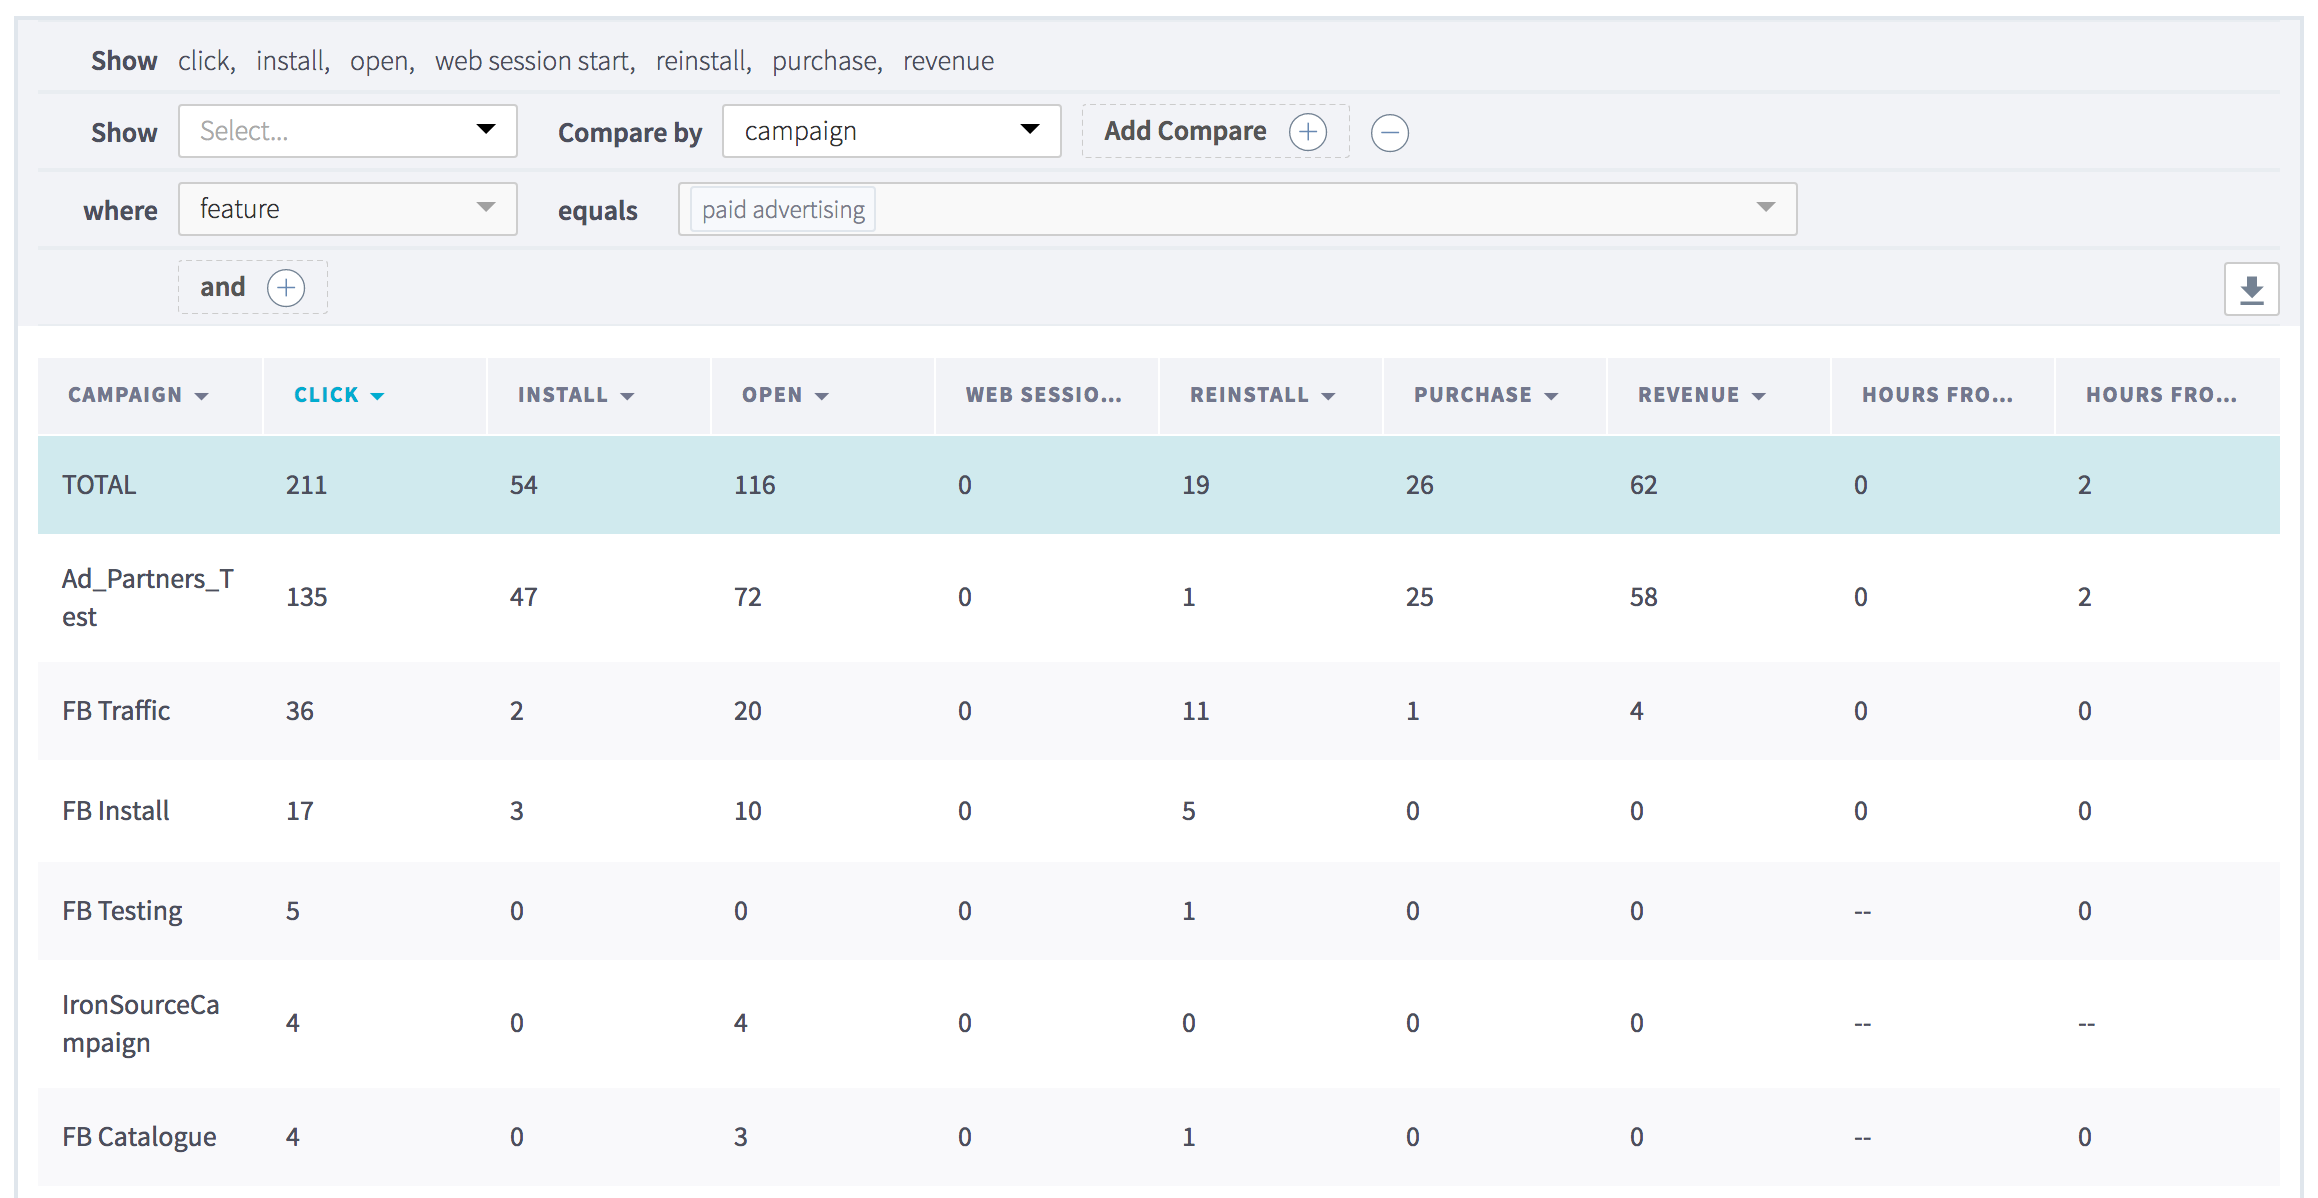 Show click, install, open, web session start, reinstall, purchase, revenue
Show Select... Compare by campaign Add Compare
where feature equals paid advertising
and
CAMPAIGN CLICK INSTALL OPEN WEB SESSIO... REINSTALL PURCHASE REVENUE HOURS FRO... HOURS FRO...
TOTAL 211 54 116 0 19 26 62 0 2
Ad_Partners_T
est 135 47 72 0 1 25 58 0 2
FB Traffic 36 2 20 0 11 1 4 0 0
FB Install 17 3 10 0 5 0 0 0 0
FB Testing 5 0 0 0 1 0 0 -- 0
IronSourceCa
mpaign 4 0 4 0 0 0 0 -- --
FB Catalogue 4 0 3 0 1 0 0 -- 0